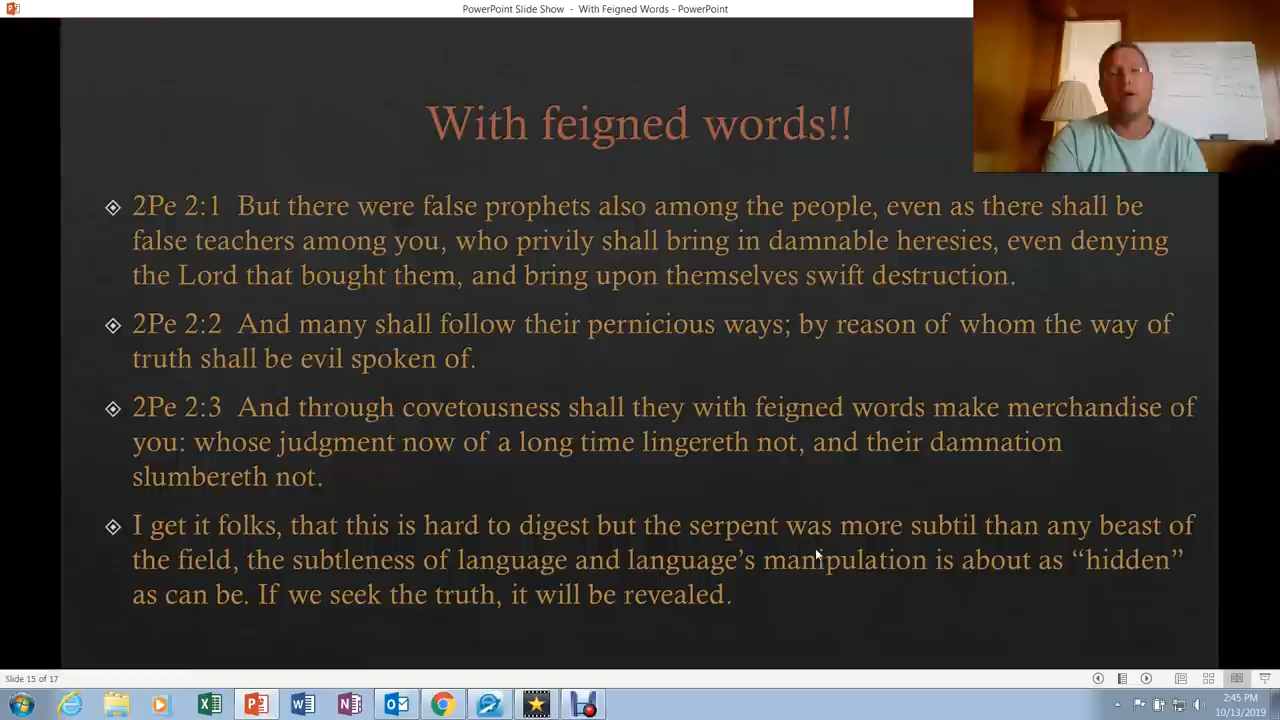 PowerPoint Slide Show - With Feigned Words - PowerPoint
With feigned words!!
2Pe 2:1 But there were false prophets also among the people, even as there shall be
false teachers among you, who privily shall bring in damnable heresies, even denying
the Lord that bought them, and bring upon themselves swift destruction.
2Pe 2:2 And many shall follow their pernicious ways; by reason of whom the way of
truth shall be evil spoken of.
2Pe 2:3 And through covetousness shall they with feigned words make merchandise of
you: whose judgment now of a long time lingereth not, and their damnation
slumbereth not.
I get it folks, that this is hard to digest but the serpent was more subtil than any beast of
the field, the subtleness of language and language’s manipulation is about as “hidden”
as can be. If we seek the truth, it will be revealed.
Slide 15 of 17
2:45 PM
10/13/2019